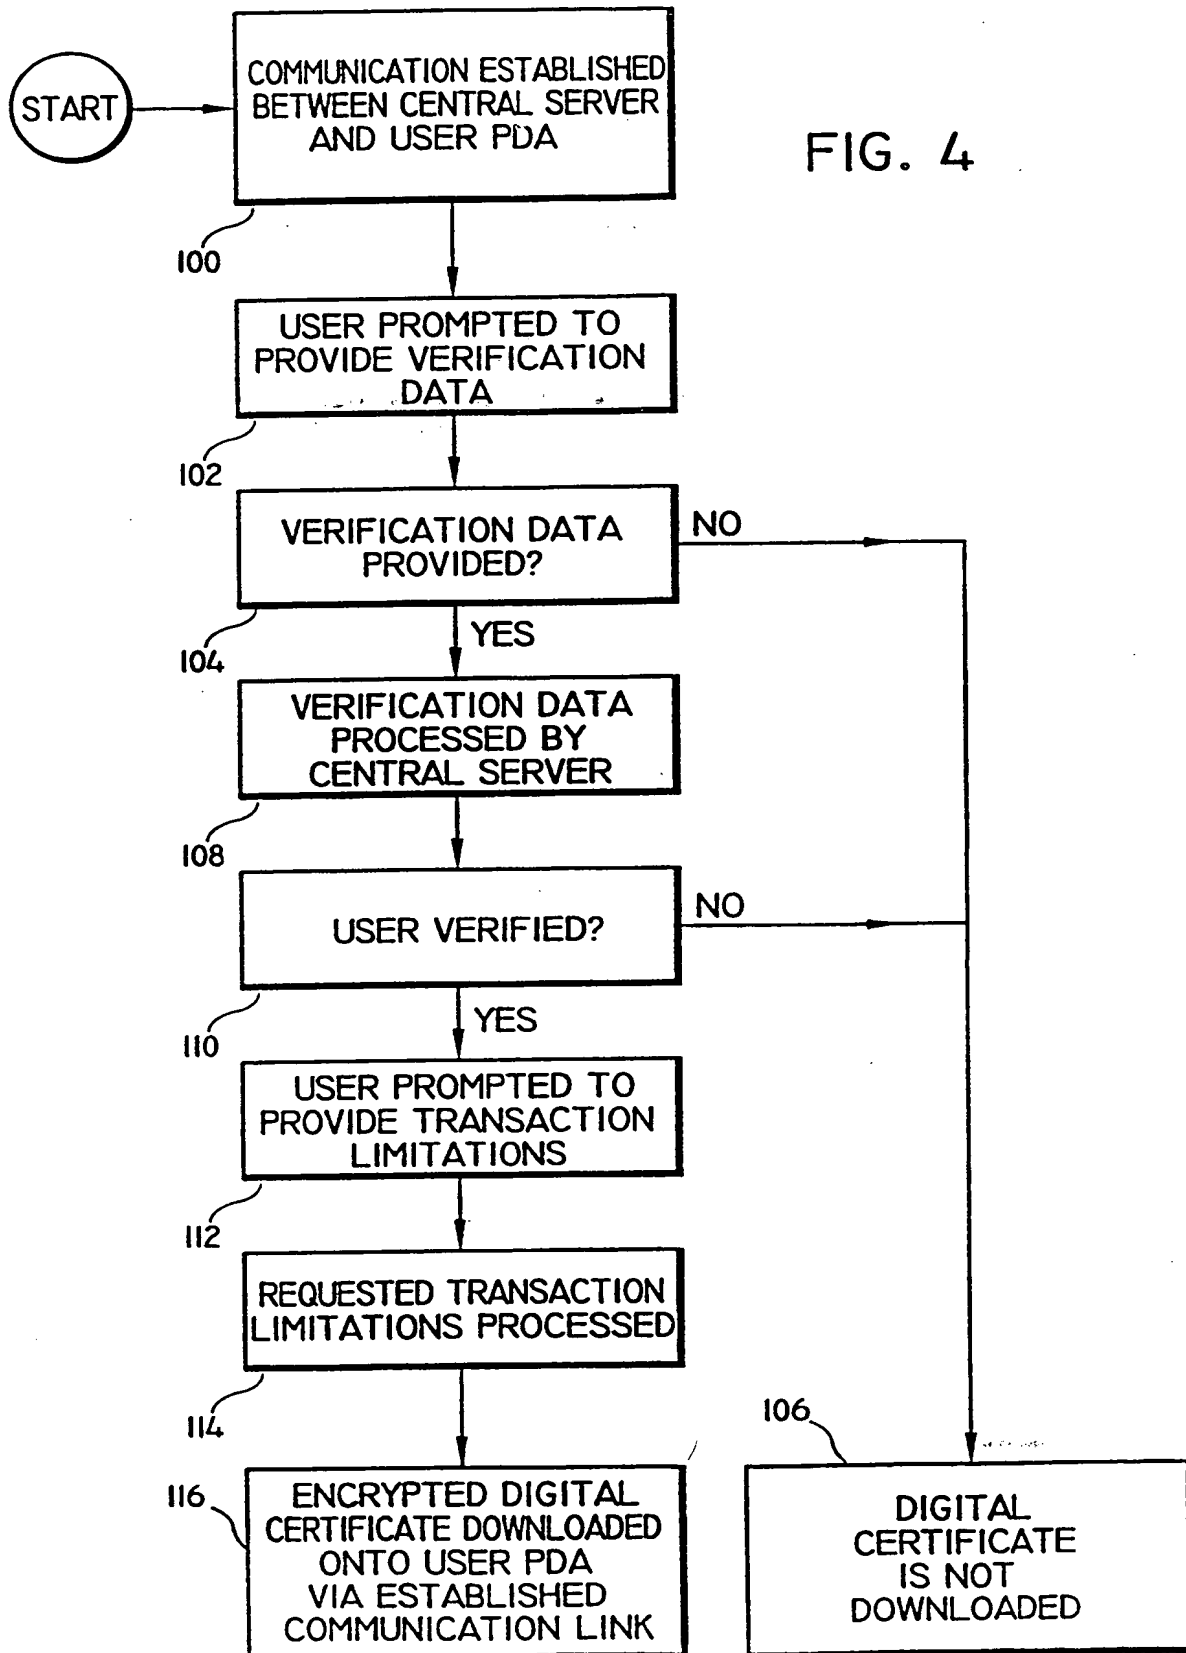 START
COMMUNICATION ESTABLISHED
BETWEEN CENTRAL SERVER
AND USER PDA
FIG. 4
100
USER PROMPTED TO
PROVIDE VERIFICATION
DATA
102
VERIFICATION DATA
PROVIDED?
NO
104
YES
VERIFICATION DATA
PROCESSED BY
CENTRAL SERVER
108
USER VERIFIED?
NO
110
YES
USER PROMPTED TO
PROVIDE TRANSACTION
LIMITATIONS
112
REQUESTED TRANSACTION
LIMITATIONS PROCESSED
114
116
ENCRYPTED DIGITAL
CERTIFICATE DOWNLOADED
ONTO USER PDA
VIA ESTABLISHED
COMMUNICATION LINK
106
DIGITAL
CERTIFICATE
IS NOT
DOWNLOADED